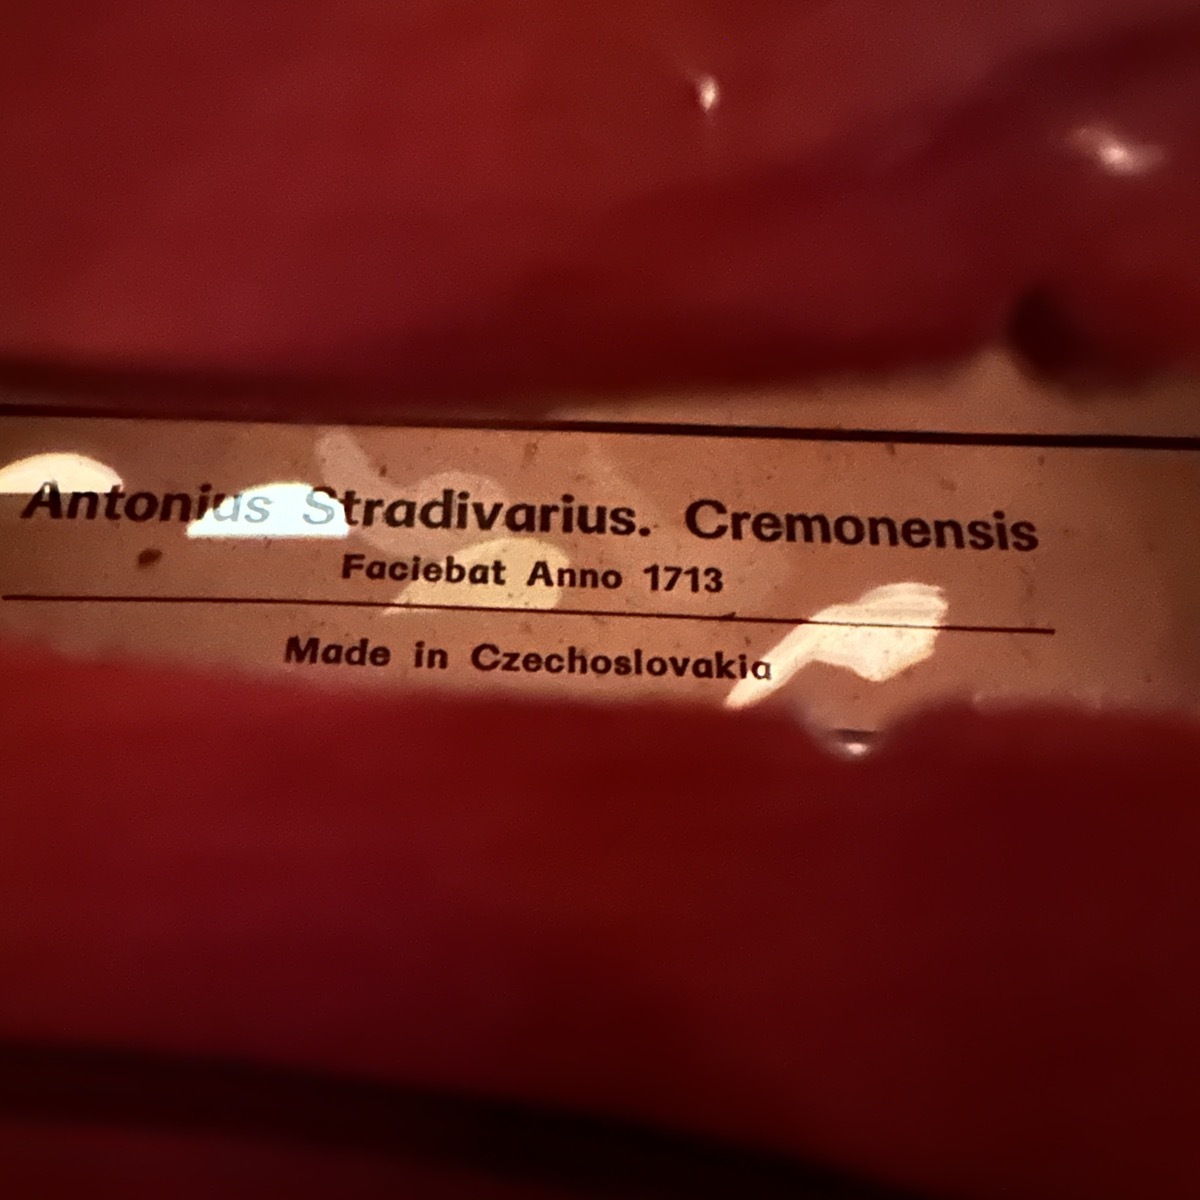 Antonius Stradivarius. Cremonensis
Faciebat Anno 1713
Made in Czechoslovakia